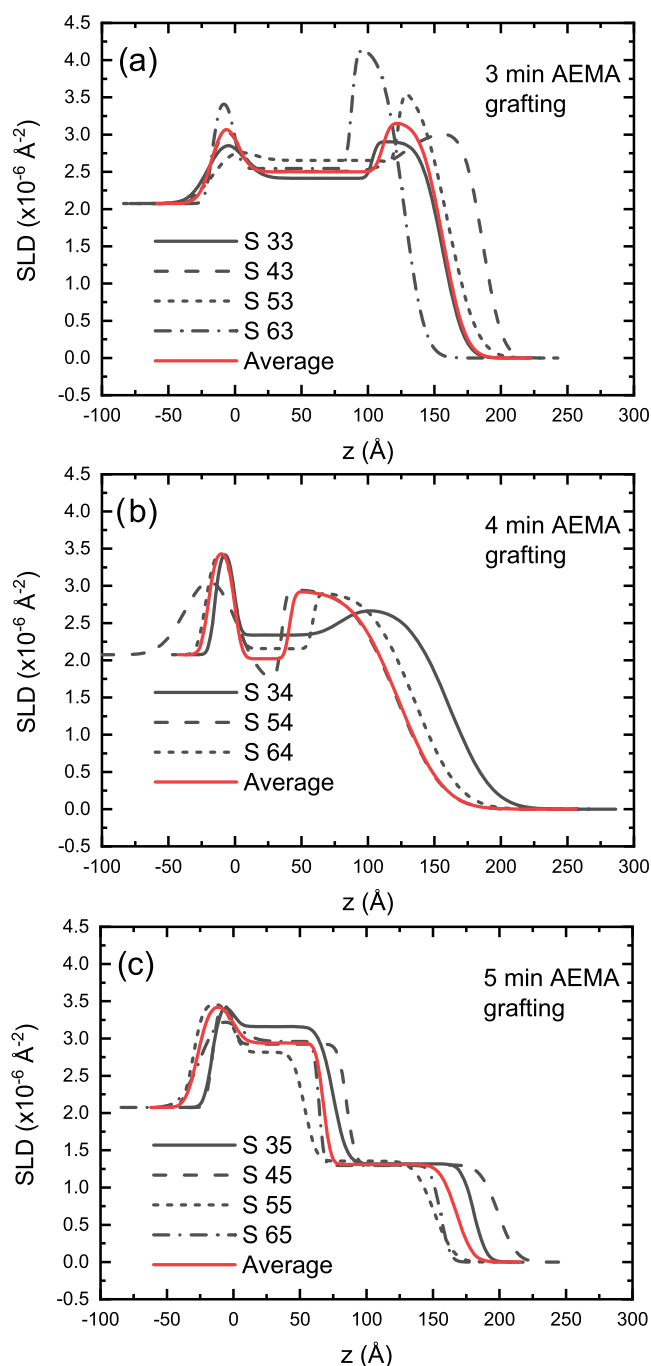 (a)
3 min AEMA
grafting
4.5
4.0
3.5
3.0
2.5
2.0
1.5
1.0
0.5
0.0
-0.5
SLD (x10-6 Å-2)
S 33
S 43
S 53
S 63
Average
-100 -50 0 50 100 150 200 250 300
z (Å)
(b)
4 min AEMA
grafting
4.5
4.0
3.5
3.0
2.5
2.0
1.5
1.0
0.5
0.0
-0.5
SLD (x10-6 Å-2)
S 34
S 54
S 64
Average
-100 -50 0 50 100 150 200 250 300
z (Å)
(c)
5 min AEMA
grafting
4.5
4.0
3.5
3.0
2.5
2.0
1.5
1.0
0.5
0.0
-0.5
SLD (x10-6 Å-2)
S 35
S 45
S 55
S 65
Average
-100 -50 0 50 100 150 200 250 300
z (Å)